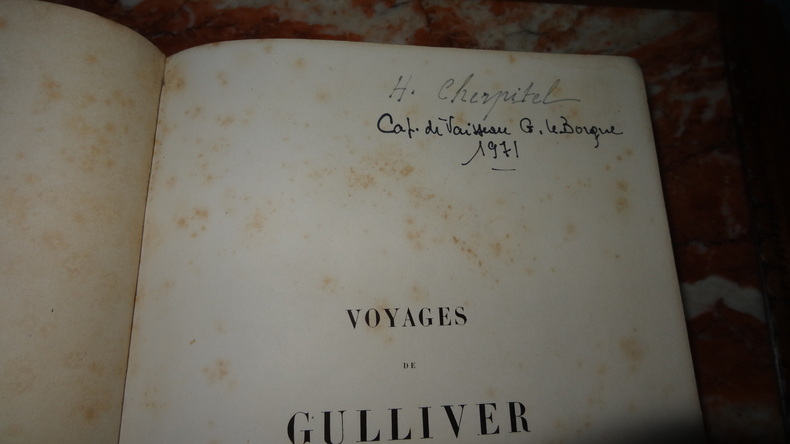 H. Cherpitel
Cap. de Vaisseau G. le Borgne
1971
VOYAGES
DE
GULLIVER